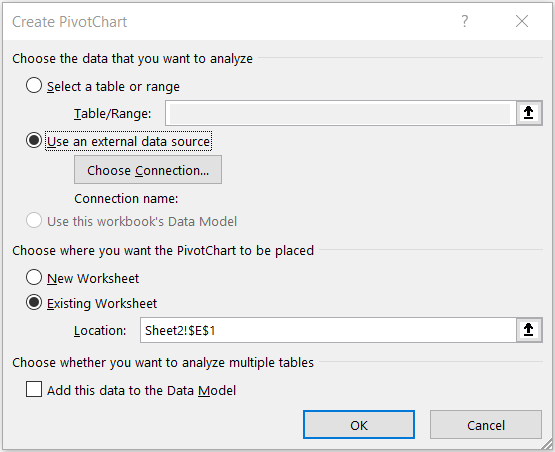 Create PivotChart
Choose the data that you want to analyze
Select a table or range
Table/Range:
Use an external data source
Choose Connection...
Connection name:
Use this workbook's Data Model
Choose where you want the PivotChart to be placed
New Worksheet
Existing Worksheet
Location: Sheet2!$E$1
Choose whether you want to analyze multiple tables
Add this data to the Data Model
OK Cancel